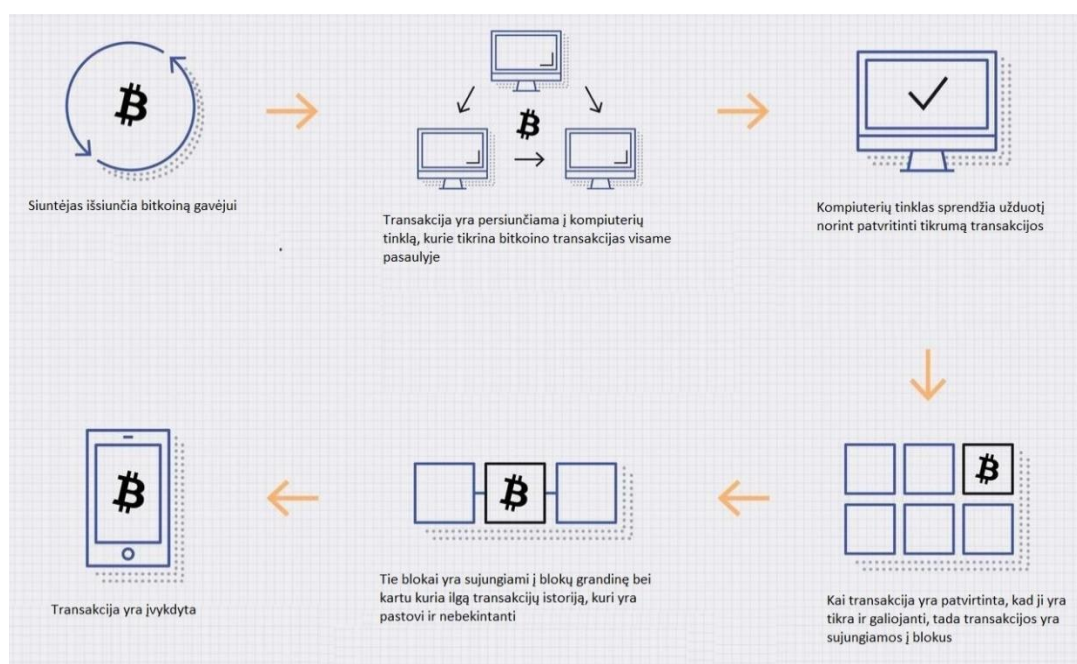 Siuntėjas išsiunčia bitkoiną gavėjui
Transakcija yra persiunčiama į kompiuterių
tinklą, kurie tikrina bitkoino transakcijas visame
pasaulyje
Kompiuterių tinklas sprendžia užduotį
norint patvritinti tikrumą transakcijos
Kai transakcija yra patvirtinta, kad ji yra
tikra ir galiojanti, tada transakcijos yra
sujungiamos į blokus
Tie blokai yra sujungiami į blokų grandinę bei
kartu kuria ilgą transakcijų istoriją, kuri yra
pastovi ir nebekintanti
Transakcija yra įvykdyta